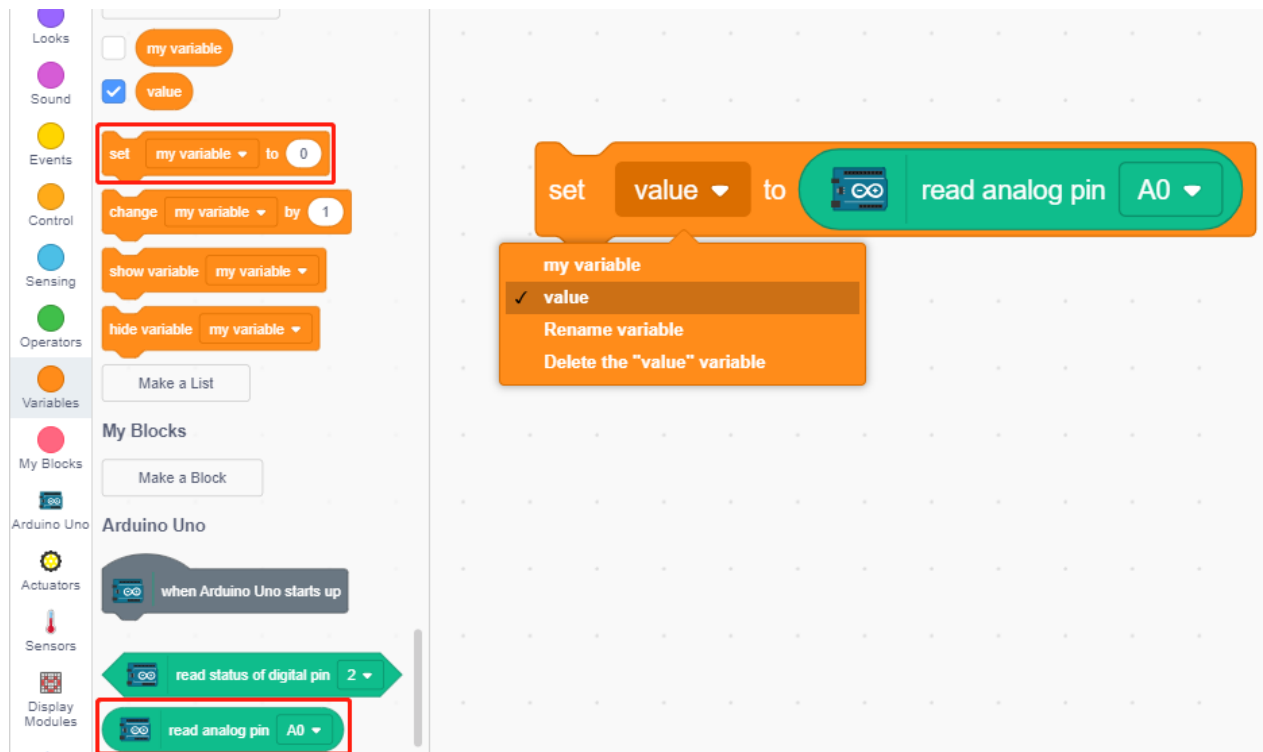 Looks
Sound
Events
Control
Sensing
Operators
Variables
My Blocks
Arduino Uno
Actuators
Sensors
Display
Modules
my variable
value
set my variable to 0
change my variable by 1
show variable my variable
hide variable my variable
Make a List
My Blocks
Make a Block
Arduino Uno
when Arduino Uno starts up
read status of digital pin 2
read analog pin A0
set value to read analog pin A0
my variable
✓ value
Rename variable
Delete the "value" variable